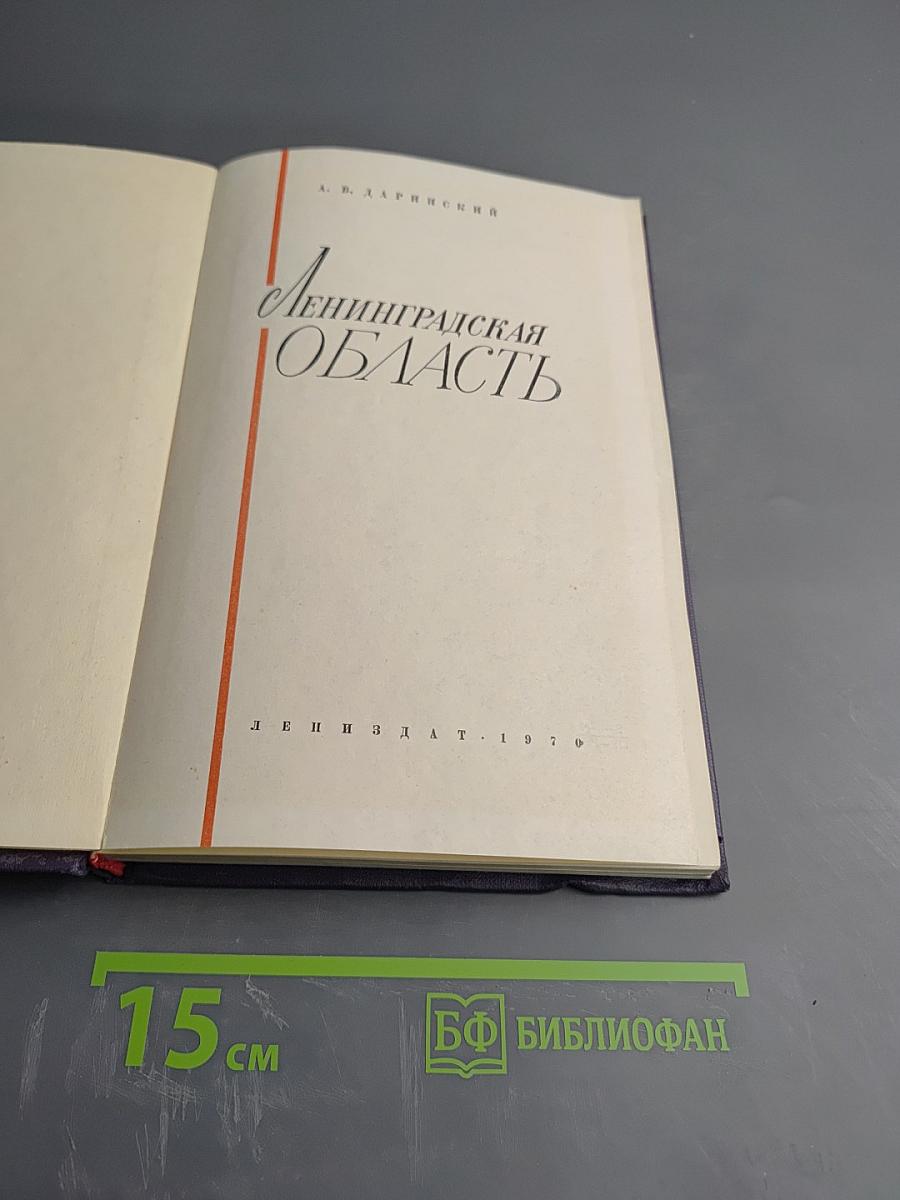 А. В. ДАРИНСКИЙ
ЛЕНИНГРАДСКАЯ
ОБЛАСТЬ
ЛЕНИЗДАТ · 1970
15 см
БФ БИБЛИОФАН